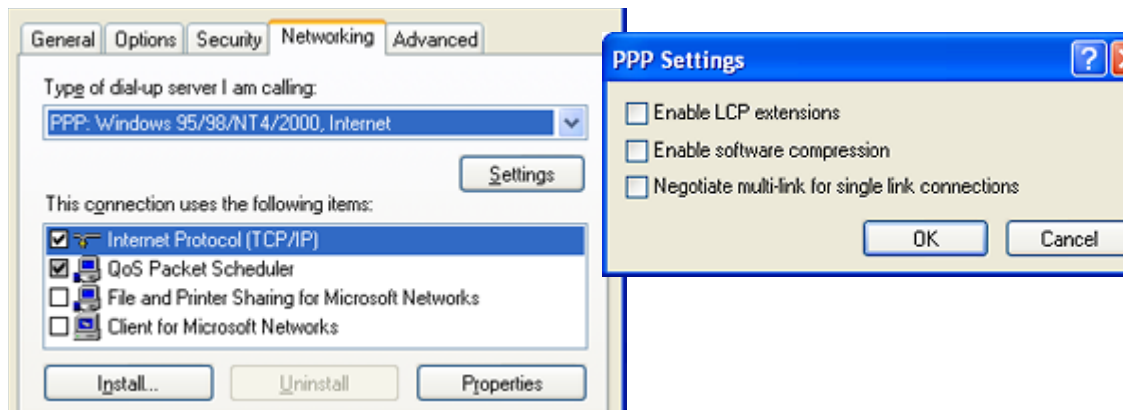 General Options Security Networking Advanced
Type of dial-up server I am calling:
PPP: Windows 95/98/NT4/2000, Internet
Settings
This connection uses the following items:
Internet Protocol (TCP/IP)
QoS Packet Scheduler
File and Printer Sharing for Microsoft Networks
Client for Microsoft Networks
Install... Uninstall Properties
PPP Settings ?
Enable LCP extensions
Enable software compression
Negotiate multi-link for single link connections
OK Cancel